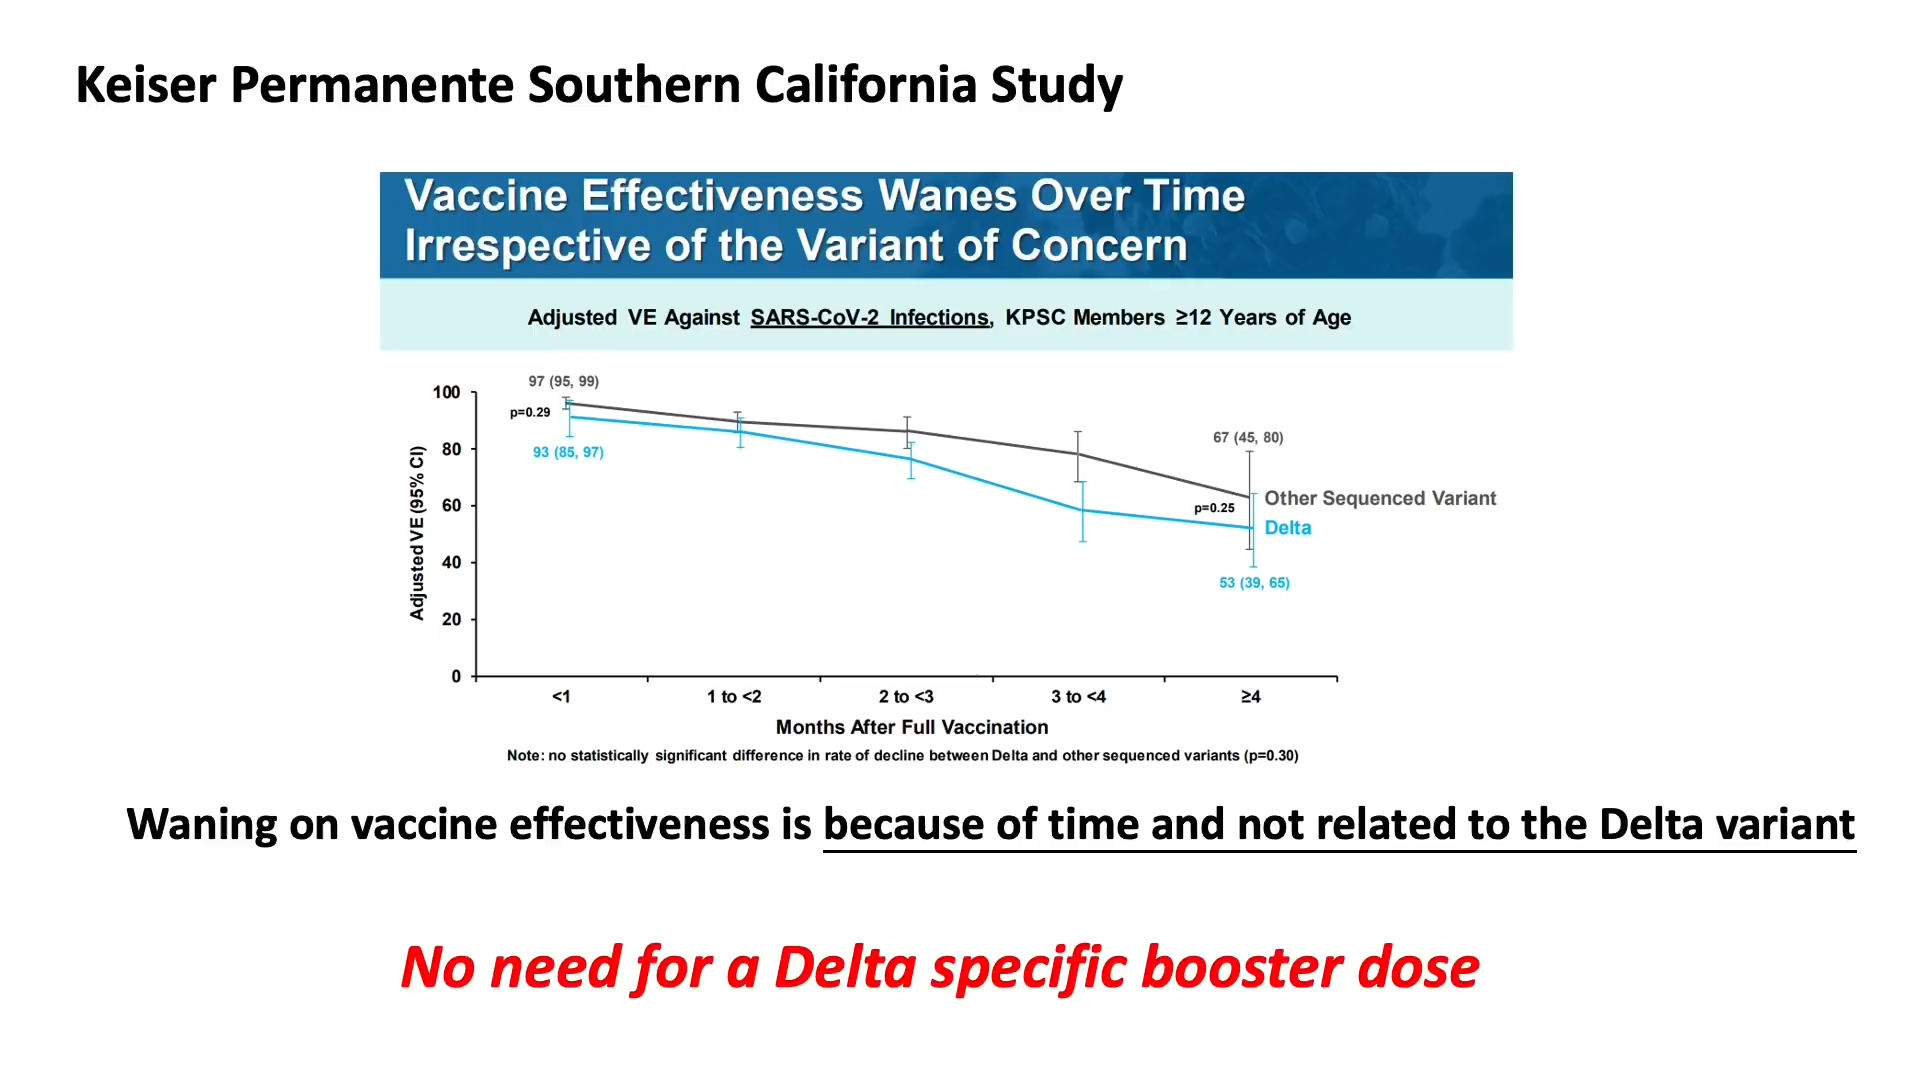 Keiser Permanente Southern California Study
Vaccine Effectiveness Wanes Over Time
Irrespective of the Variant of Concern
Adjusted VE Against SARS-CoV-2 Infections, KPSC Members ≥12 Years of Age
97 (95, 99)
100
p=0.29
93 (85, 97)
80
60
40
20
0
Adjusted VE (95% CI)
67 (45, 80)
Other Sequenced Variant
p=0.25
Delta
53 (39, 65)
<1
1 to <2
2 to <3
3 to <4
≥4
Months After Full Vaccination
Note: no statistically significant difference in rate of decline between Delta and other sequenced variants (p=0.30)
Waning on vaccine effectiveness is because of time and not related to the Delta variant
No need for a Delta specific booster dose